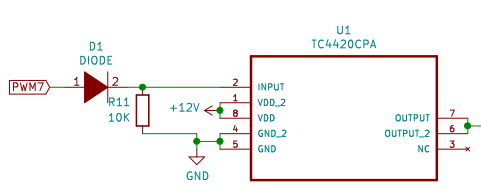 U1
TC4420CPA
D1
DIODE
PWM7
1
2
R11
10K
+12V
GND
2
1
8
4
5
INPUT
VDD_2
VDD
GND_2
GND
OUTPUT
OUTPUT_2
NC
7
6
3